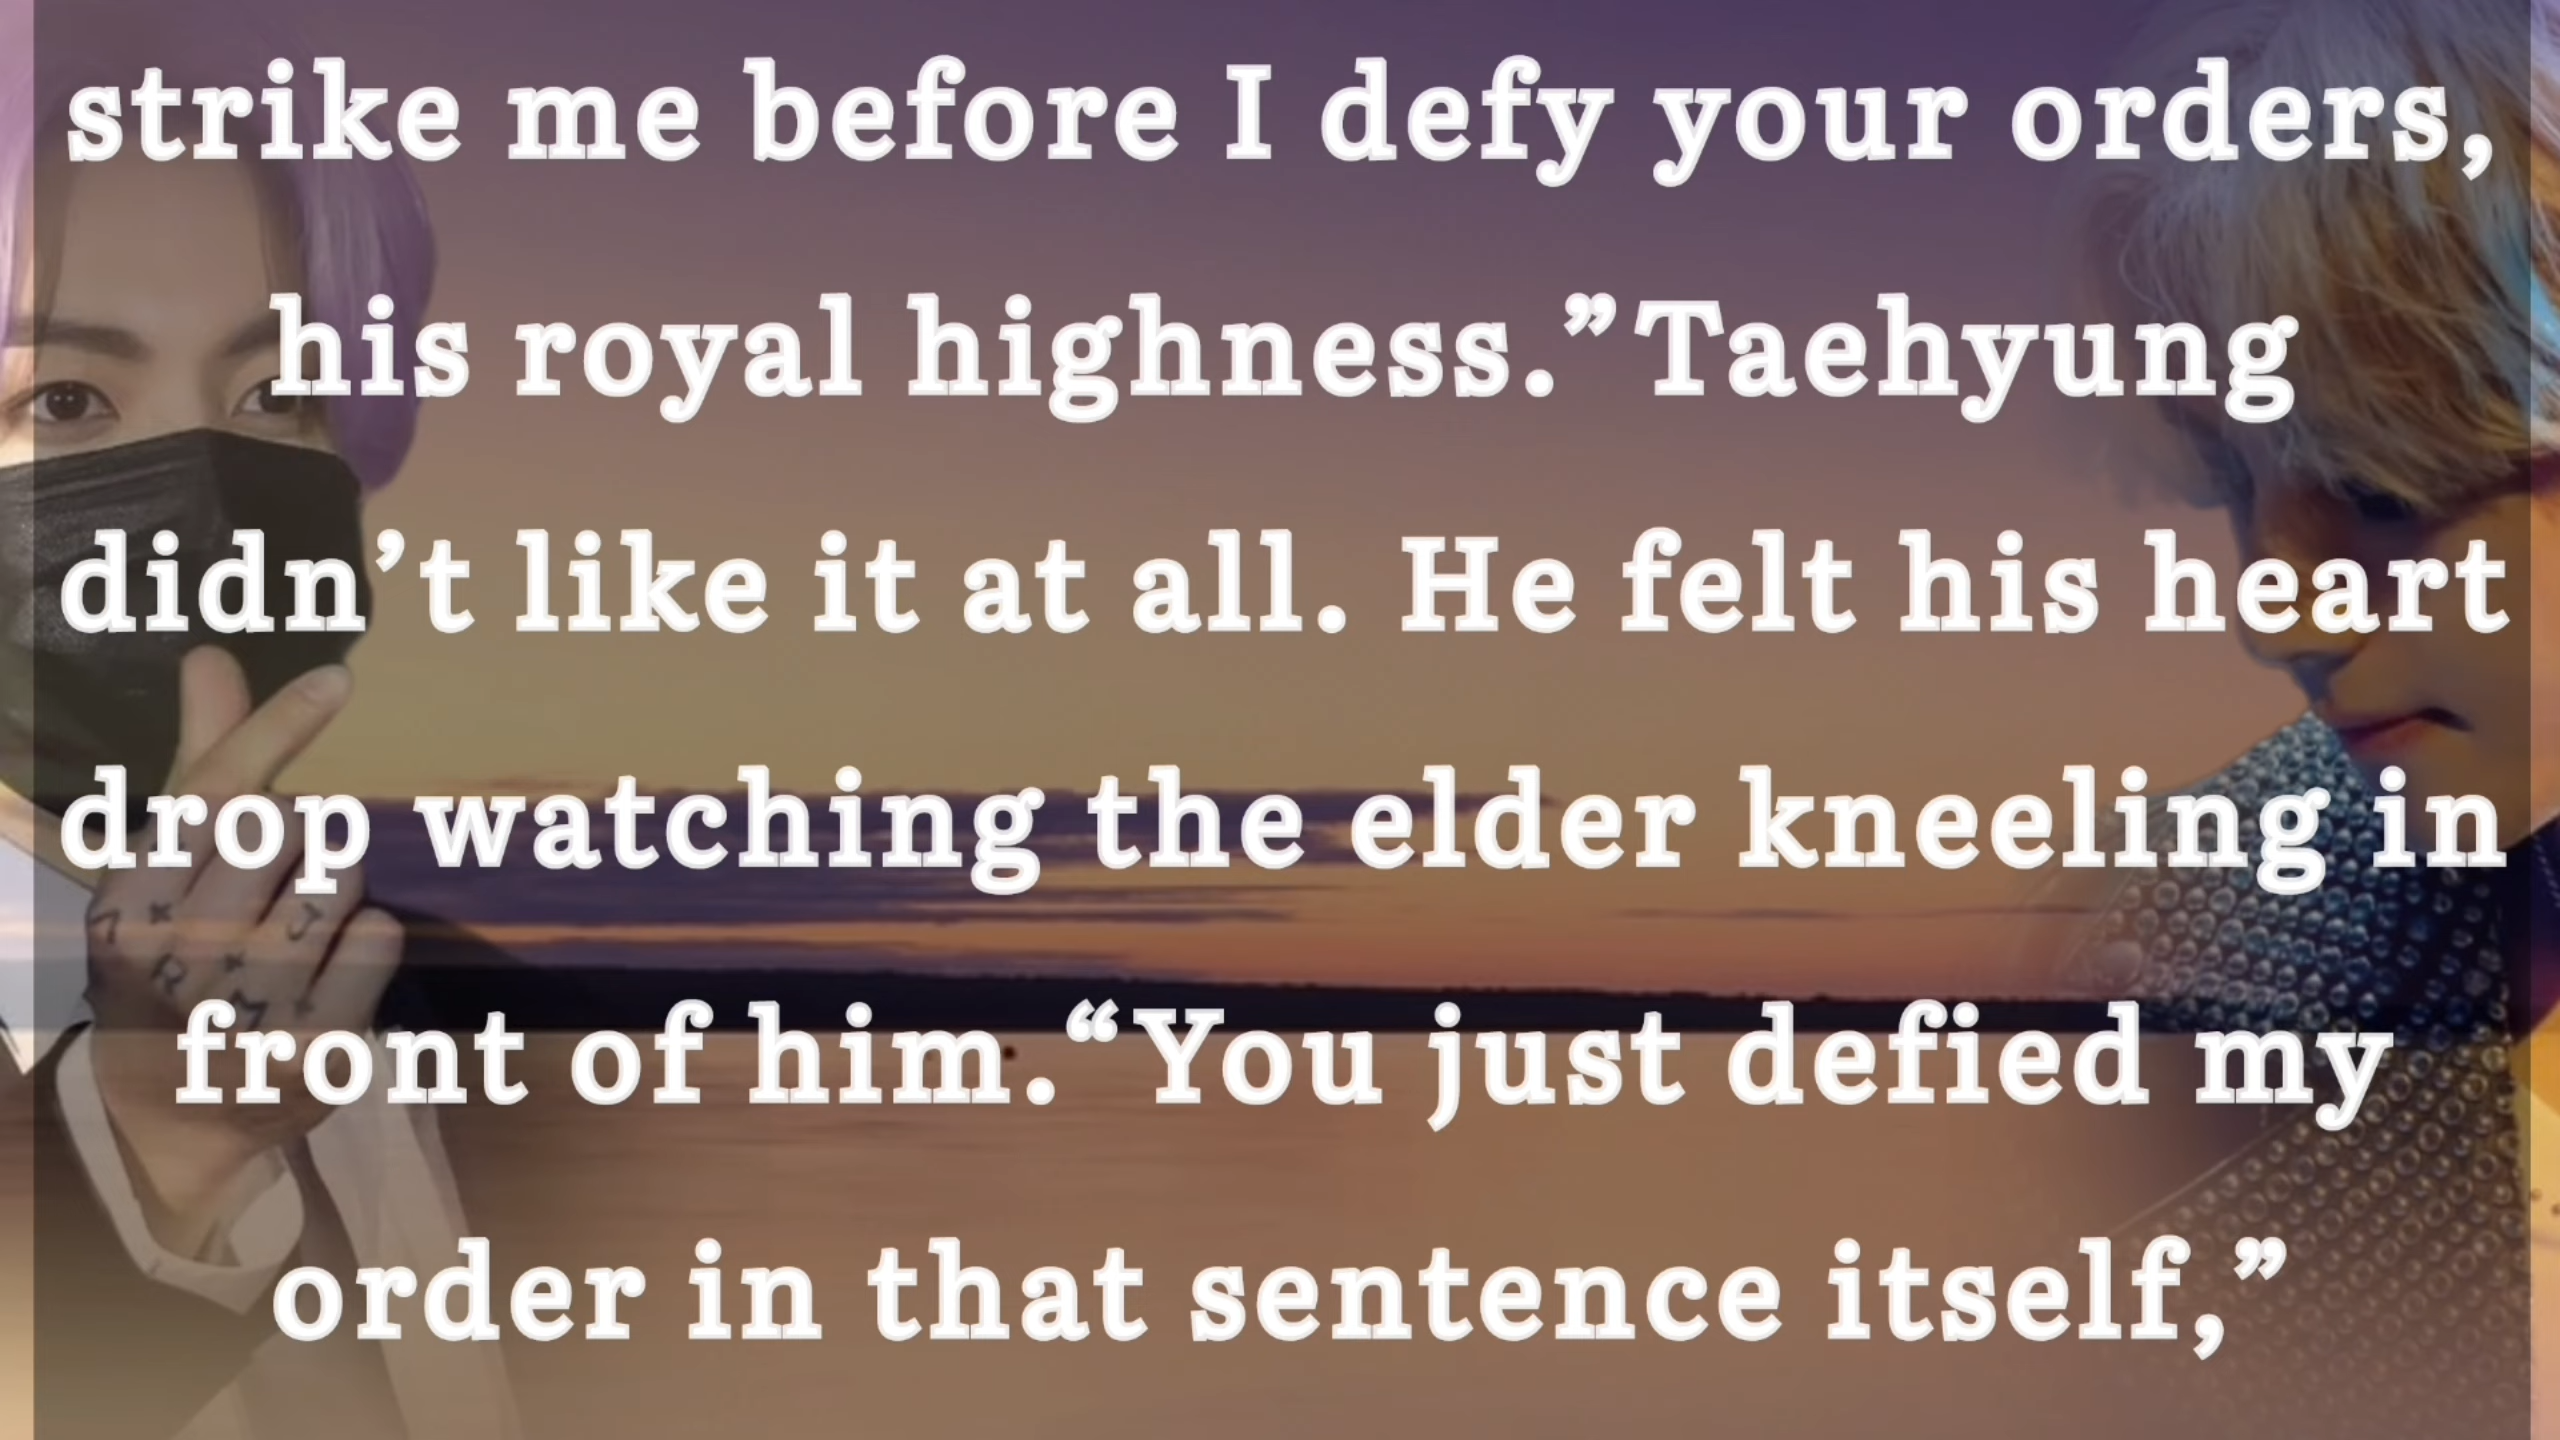 strike me before I defy your orders,
his royal highness.” Taehyung
didn’t like it at all. He felt his heart
drop watching the elder kneeling in
front of him. “You just defied my
order in that sentence itself,”